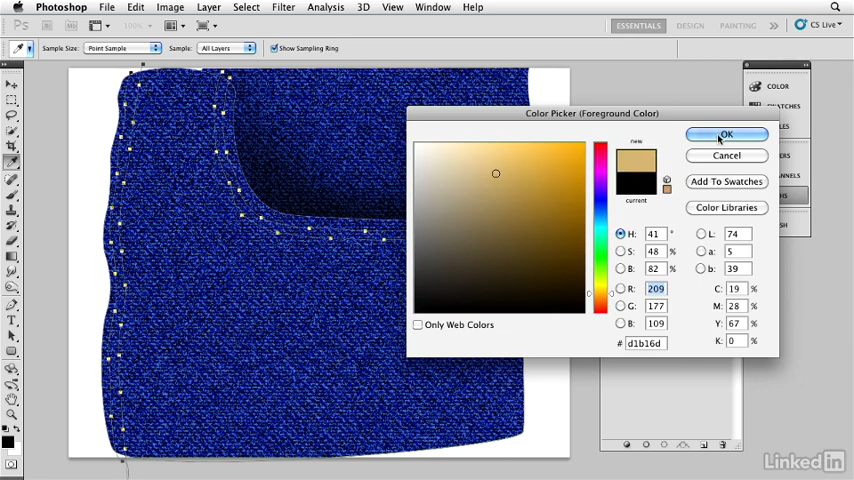 Photoshop File Edit Image Layer Select Filter Analysis 3D View Window Help
Ps 100% ESSENTIALS DESIGN PAINTING >> CS Live
Sample Size: Point Sample Sample: All Layers Show Sampling Ring
COLOR
Color Picker (Foreground Color)
new
OK
Cancel
Add To Swatches
current
Color Libraries
H: 41 ° L: 74
S: 48 % a: 5
B: 82 % b: 39
R: 209 C: 19 %
G: 177 M: 28 %
B: 109 Y: 67 %
# d1b16d K: 0 %
Only Web Colors
Linked in